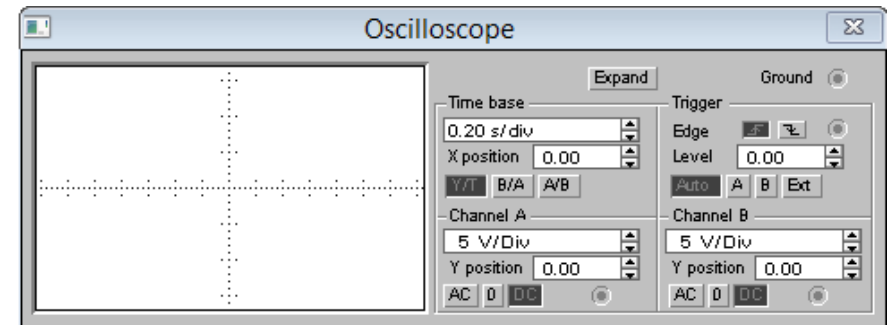 Oscilloscope
Expand
Ground
Time base
0.20 s/div
X position 0.00
Y/T B/A A/B
Trigger
Edge
Level 0.00
Auto A B Ext
Channel A
5 V/Div
Y position 0.00
AC 0 DC
Channel B
5 V/Div
Y position 0.00
AC 0 DC